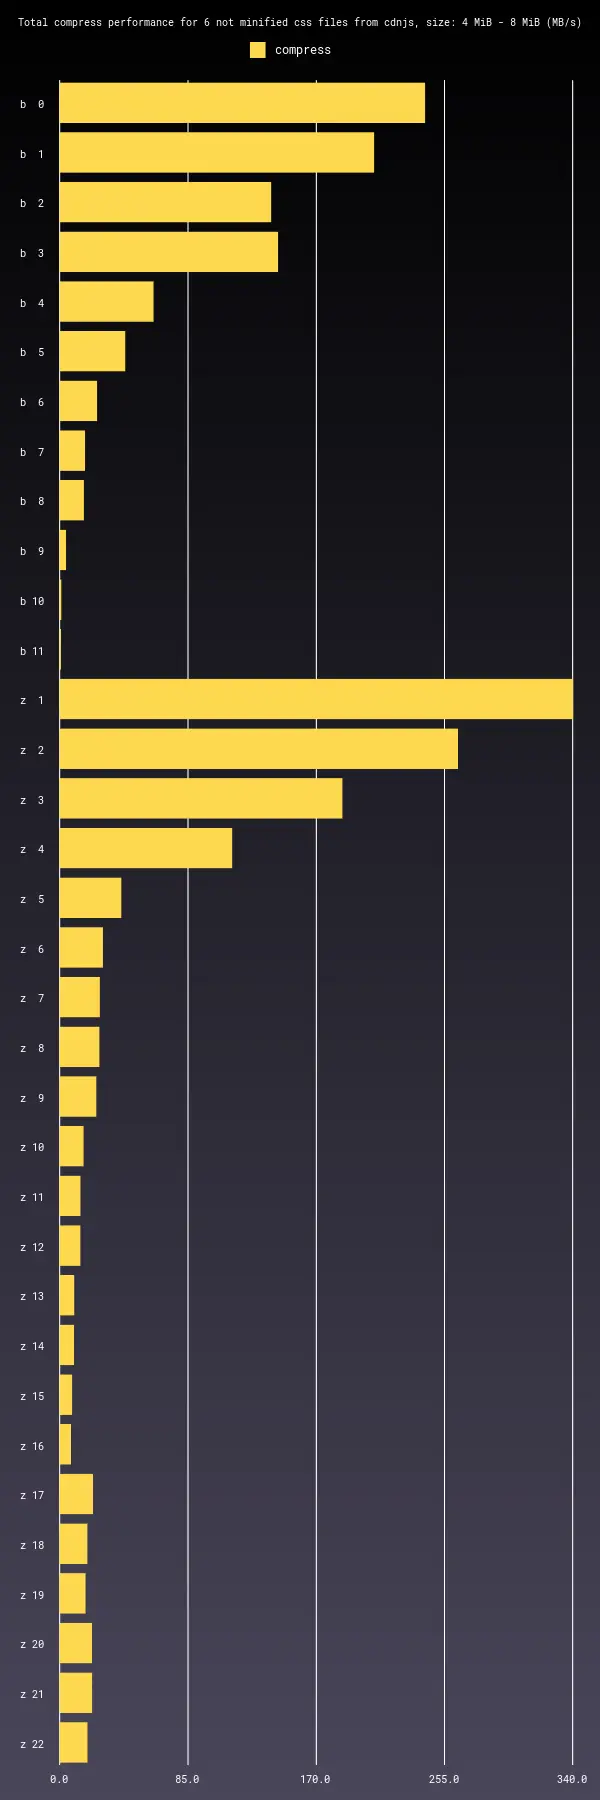 Total compress performance for 6 not minified css files from cdnjs, size: 4 MiB - 8 MiB (MB/s)
compress
b 0
b 1
b 2
b 3
b 4
b 5
b 6
b 7
b 8
b 9
b 10
b 11
z 1
z 2
z 3
z 4
z 5
z 6
z 7
z 8
z 9
z 10
z 11
z 12
z 13
z 14
z 15
z 16
z 17
z 18
z 19
z 20
z 21
z 22
0.0 85.0 170.0 255.0 340.0